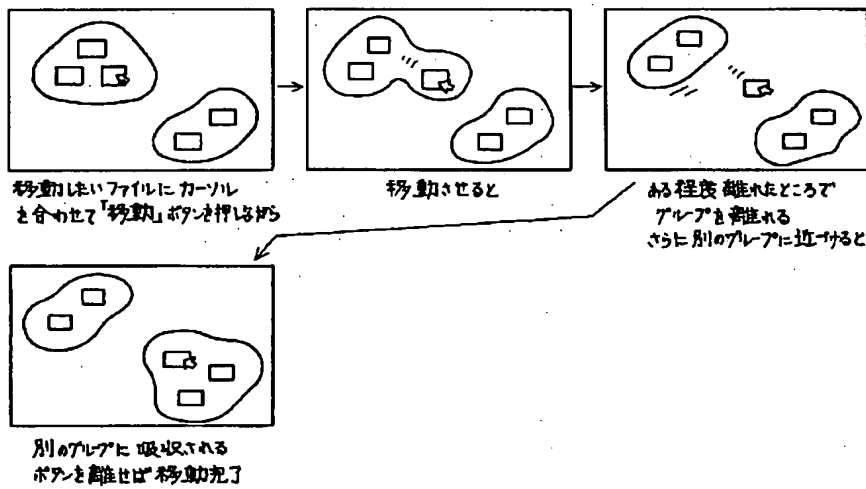 移動したいファイルにカーソル
を合わせて「移動」ボタンを押しながら
移動させると
ある程度離れたところで
グループを離れる
さらに別のグループに近づけると
別のグループに吸収される
ボタンを離せば移動完了